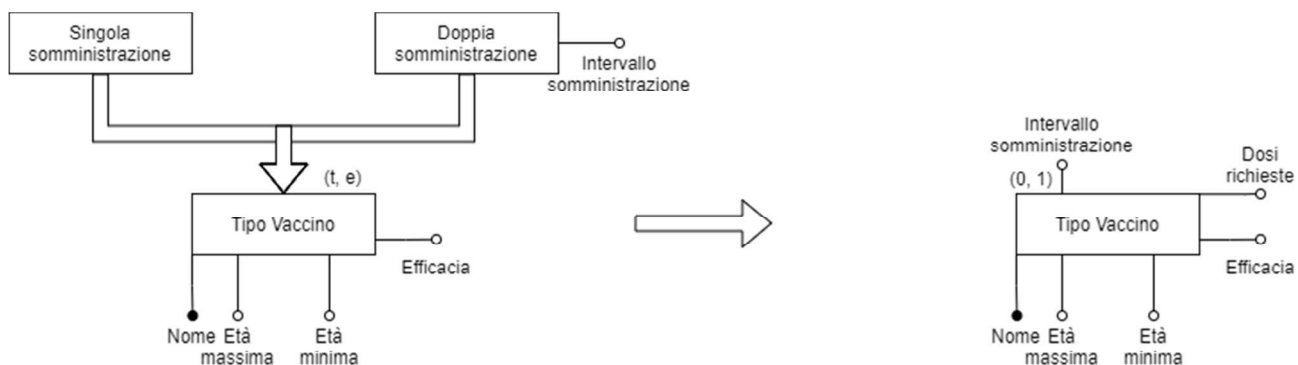 Singola
somministrazione
Doppia
somministrazione
Intervallo
somministrazione
(t, e)
Tipo Vaccino
Efficacia
Nome
Età
massima
Età
minima
Intervallo
somministrazione
(0, 1)
Dosi
richieste
Tipo Vaccino
Efficacia
Nome
Età
massima
Età
minima